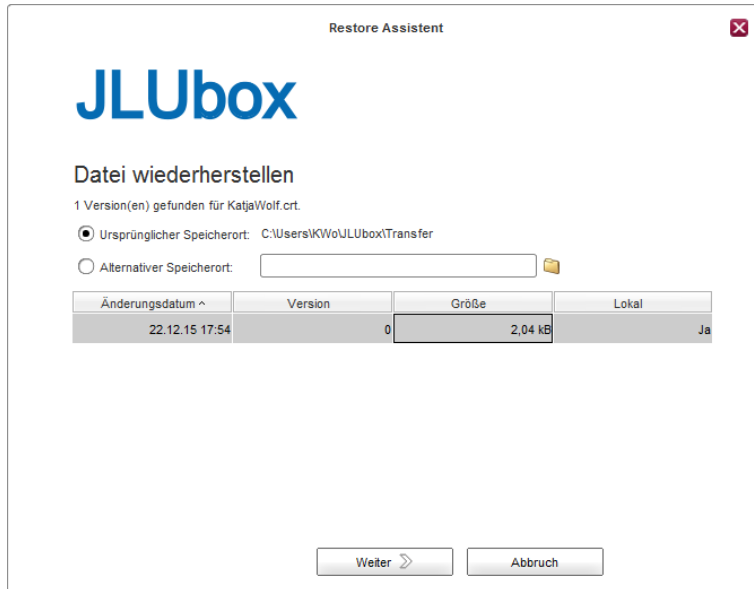 Restore Assistent
JLUbox
Datei wiederherstellen
1 Version(en) gefunden für KatjaWolf.crt.
Ursprünglicher Speicherort: C:\Users\KWo\JLUbox\Transfer
Alternativer Speicherort:
Änderungsdatum ^ Version Größe Lokal
22.12.15 17:54 0 2,04 kB Ja
Weiter Abbruch